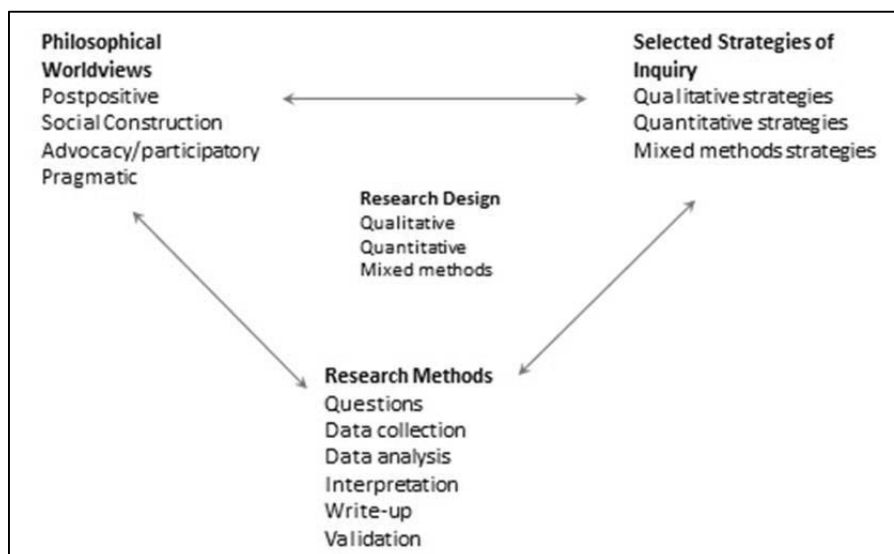 Philosophical
Worldviews
Postpositive
Social Construction
Advocacy/participatory
Pragmatic
Selected Strategies of
Inquiry
Qualitative strategies
Quantitative strategies
Mixed methods strategies
Research Design
Qualitative
Quantitative
Mixed methods
Research Methods
Questions
Data collection
Data analysis
Interpretation
Write-up
Validation